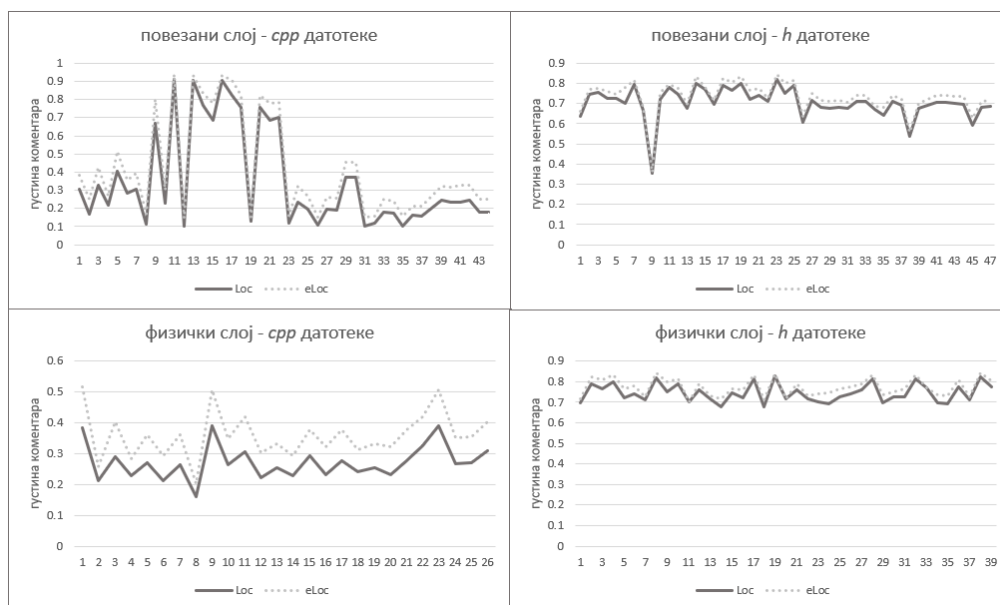 повезани слој - cpp датотеке
густина коментара
1
0.9
0.8
0.7
0.6
0.5
0.4
0.3
0.2
0.1
0
1 3 5 7 9 11 13 15 17 19 21 23 25 27 29 31 33 35 37 39 41 43
Loc eLoc
повезани слој - h датотеке
густина коментара
0.9
0.8
0.7
0.6
0.5
0.4
0.3
0.2
0.1
0
1 3 5 7 9 11 13 15 17 19 21 23 25 27 29 31 33 35 37 39 41 43 45 47
Loc eLoc
физички слој - cpp датотеке
густина коментара
0.6
0.5
0.4
0.3
0.2
0.1
0
1 2 3 4 5 6 7 8 9 10 11 12 13 14 15 16 17 18 19 20 21 22 23 24 25 26
Loc eLoc
физички слој - h датотеке
густина коментара
0.9
0.8
0.7
0.6
0.5
0.4
0.3
0.2
0.1
0
1 3 5 7 9 11 13 15 17 19 21 23 25 27 29 31 33 35 37 39
Loc eLoc